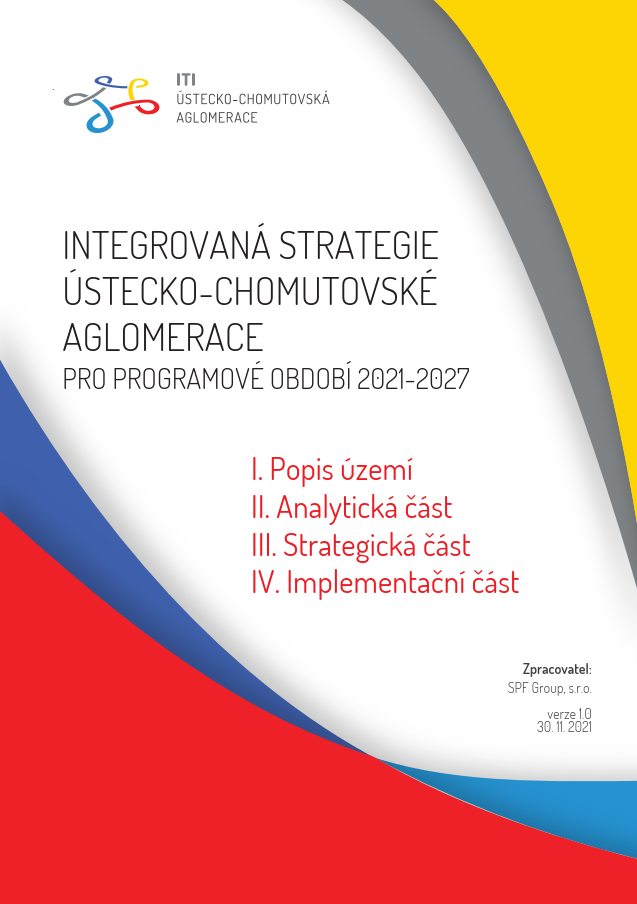 ITI
ÚSTECKO-CHOMUTOVSKÁ
AGLOMERACE
INTEGROVANÁ STRATEGIE
ÚSTECKO-CHOMUTOVSKÉ
AGLOMERACE
PRO PROGRAMOVÉ OBDOBÍ 2021-2027
I. Popis území
II. Analytická část
III. Strategická část
IV. Implementační část
Zpracovatel:
SPF Group, s.r.o.
verze 1.0
30. 11. 2021